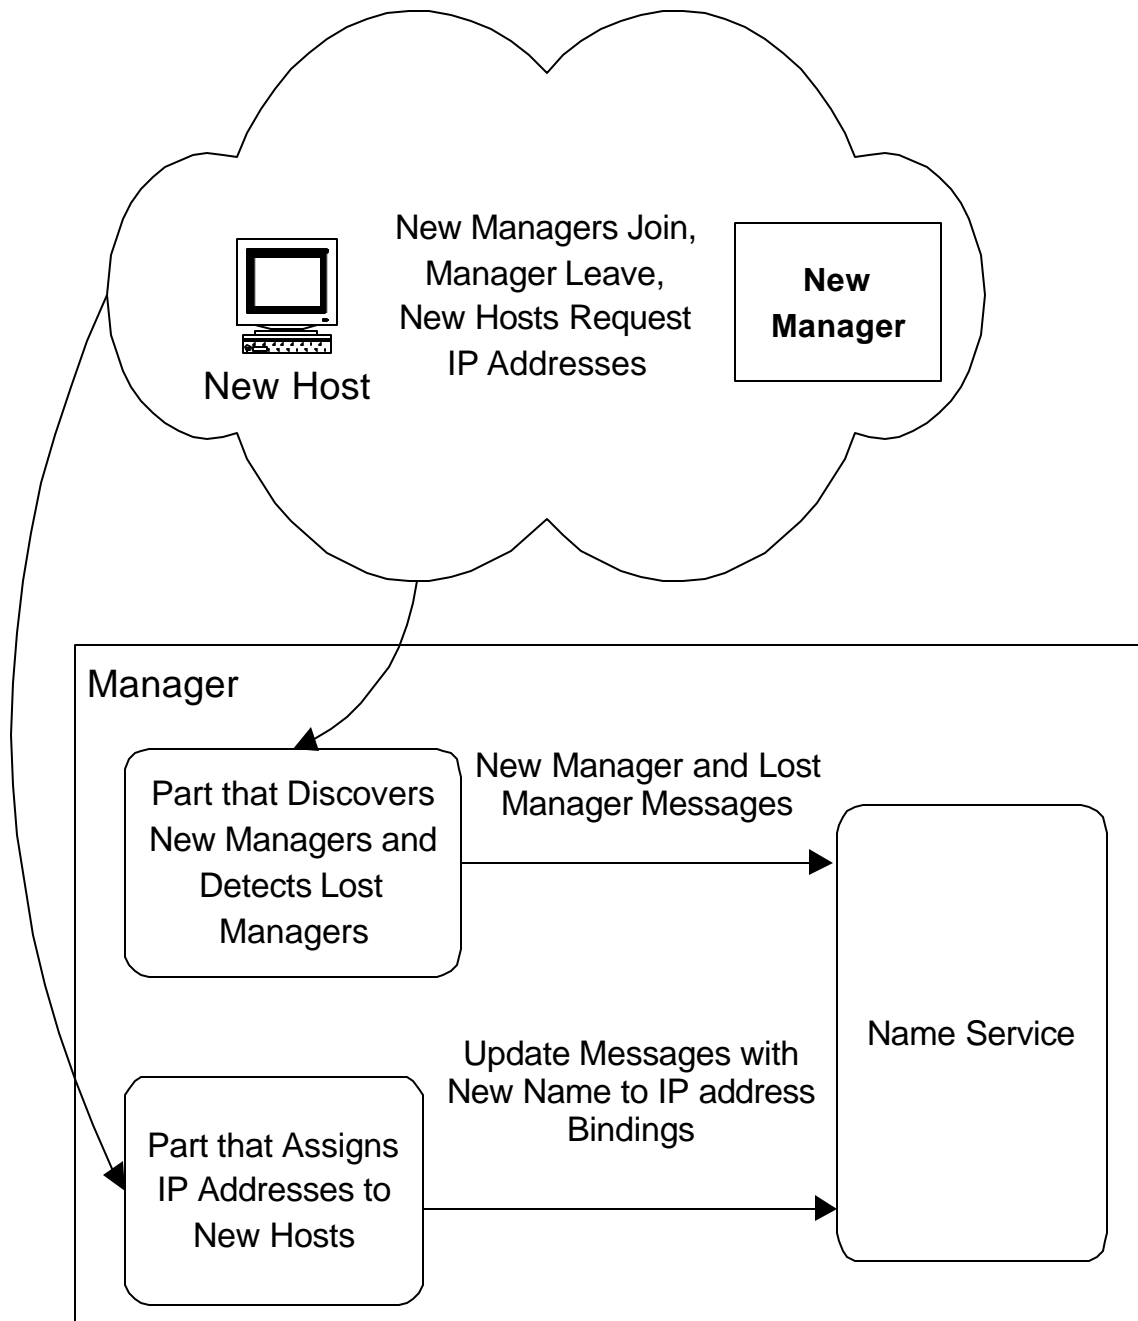 New Managers Join,
Manager Leave,
New Hosts Request
IP Addresses
New Host
New
Manager
Manager
Part that Discovers
New Managers and
Detects Lost
Managers
New Manager and Lost
Manager Messages
Name Service
Update Messages with
New Name to IP address
Bindings
Part that Assigns
IP Addresses to
New Hosts